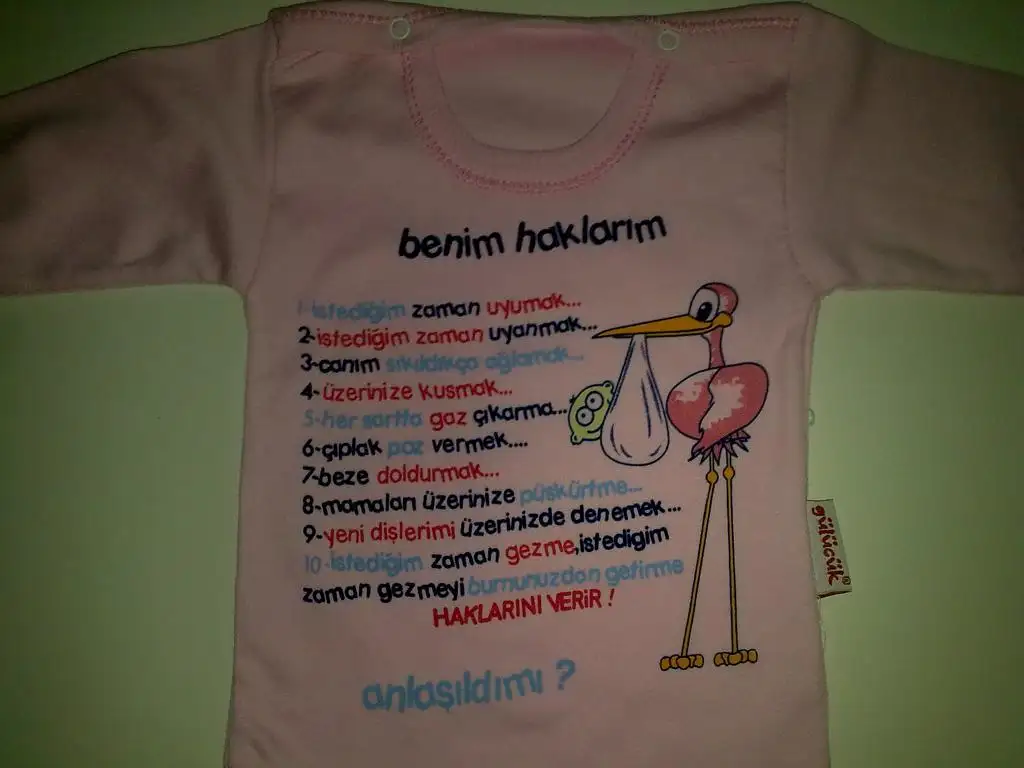 benim haklarım
1-istediğim zaman uyumak...
2-istediğim zaman uyanmak...
3-canım sıkıldıkça ağlamak...
4-üzerinize kusmak...
5-her sartta gaz çıkarma...
6-çıplak poz vermek....
7-beze doldurmak...
8-mamaları üzerinize püskürtme...
9-yeni dişlerimi üzerinizde denemek...
10-istediğim zaman gezme,istedigim
zaman gezmeyi burnunuzdan getirme
HAKLARINI VERİR !
anlaşıldımı ?
gülücük®